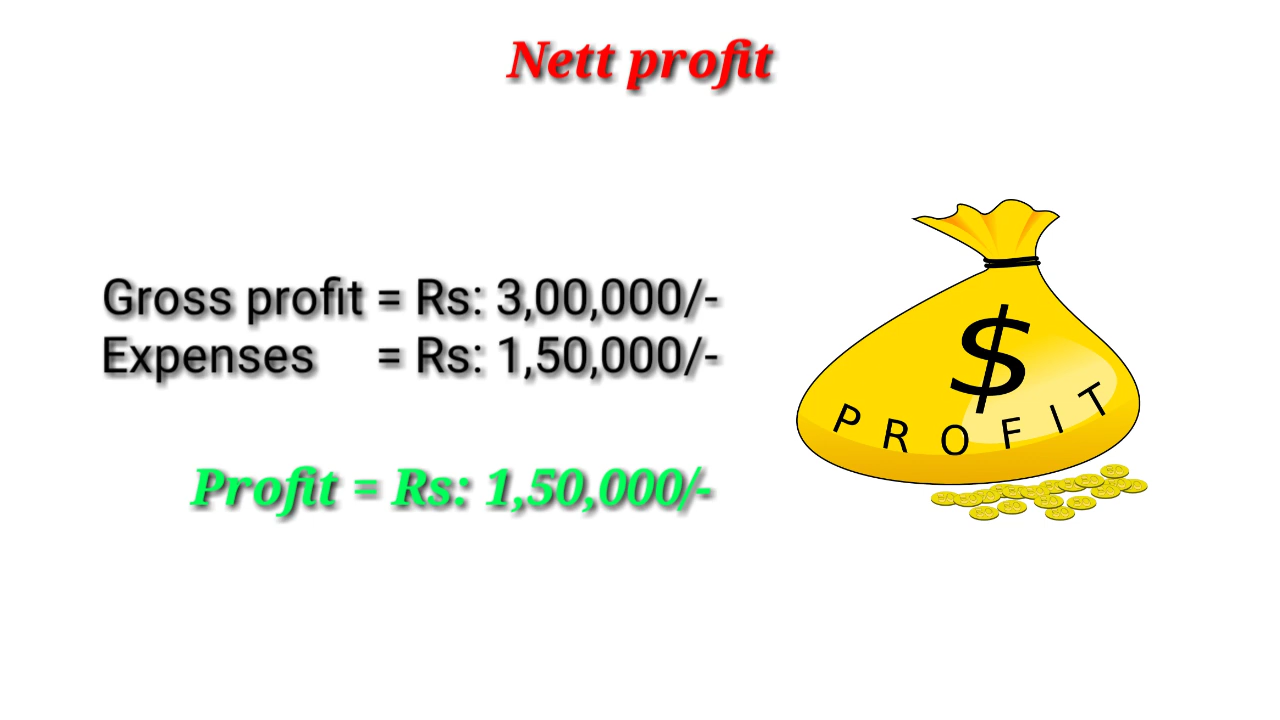 Nett profit
Gross profit = Rs: 3,00,000/-
Expenses = Rs: 1,50,000/-
Profit = Rs: 1,50,000/-
$
PROFIT